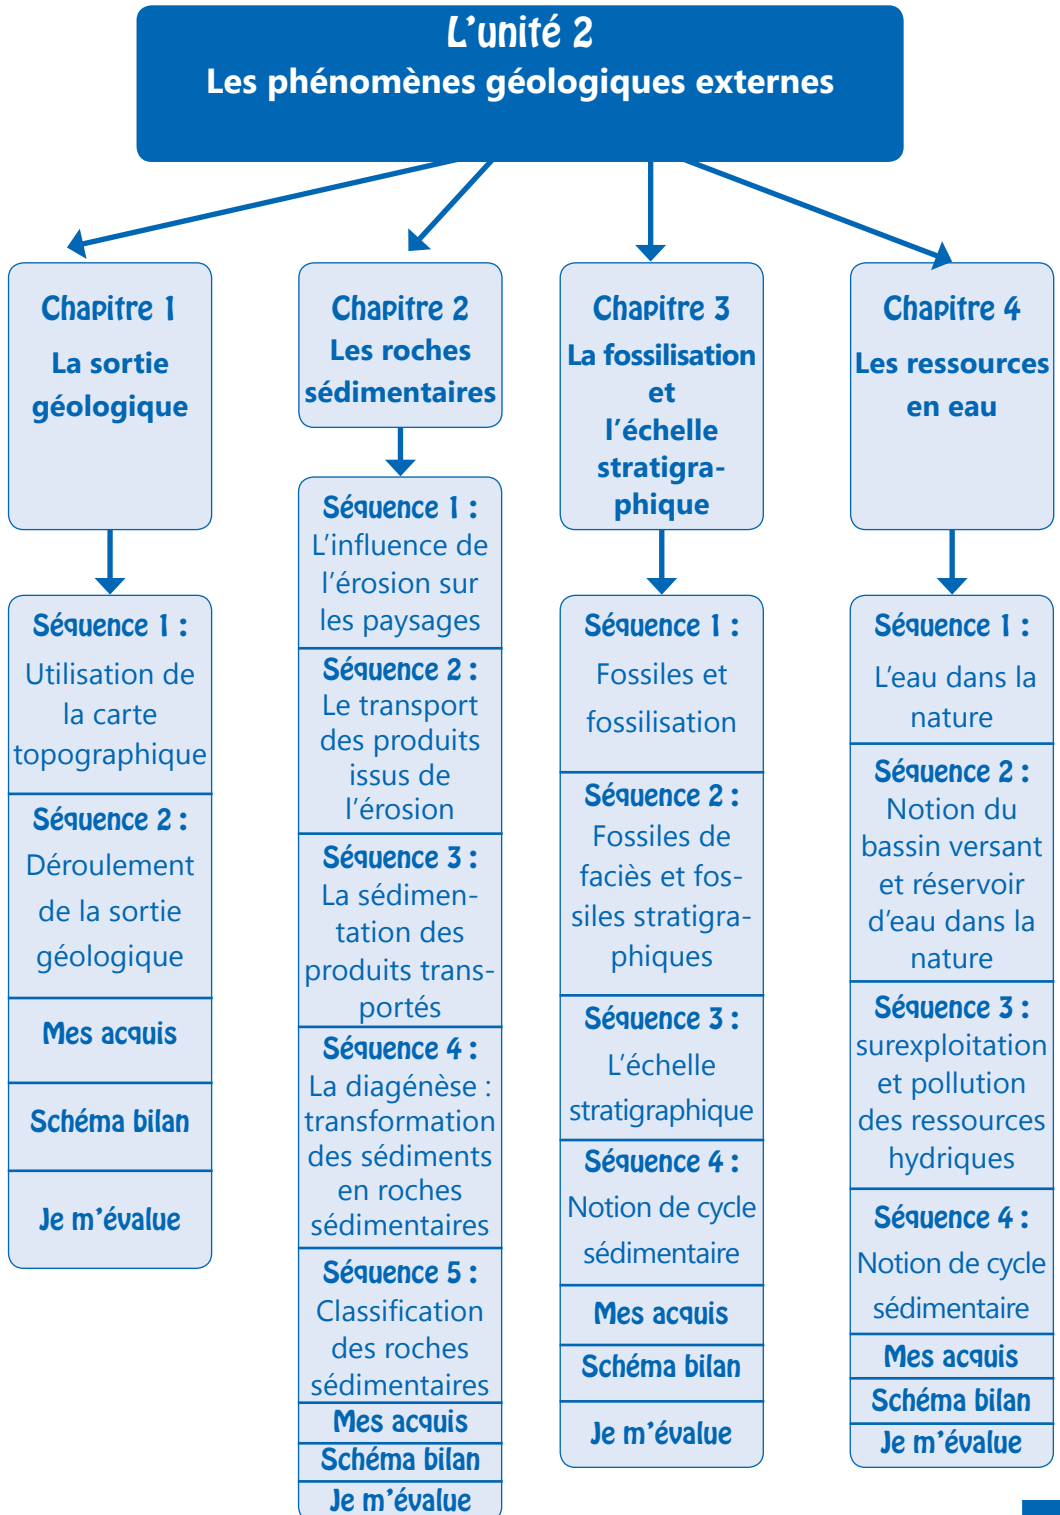 L'unité 2
Les phénomènes géologiques externes
Chapitre 1
La sortie
géologique
Séquence 1 :
Utilisation de
la carte
topographique
Séquence 2 :
Déroulement
de la sortie
géologique
Mes acquis
Schéma bilan
Je m'évalue
Chapitre 2
Les roches
sédimentaires
Séquence 1 :
L'influence de
l'érosion sur
les paysages
Séquence 2 :
Le transport
des produits
issus de
l'érosion
Séquence 3 :
La sédimen-
tation des
produits trans-
portés
Séquence 4 :
La diagénèse :
transformation
des sédiments
en roches
sédimentaires
Séquence 5 :
Classification
des roches
sédimentaires
Mes acquis
Schéma bilan
Je m'évalue
Chapitre 3
La fossilisation
et
l'échelle
stratigra-
phique
Séquence 1 :
Fossiles et
fossilisation
Séquence 2 :
Fossiles de
faciès et fos-
siles stratigra-
phiques
Séquence 3 :
L'échelle
stratigraphique
Séquence 4 :
Notion de cycle
sédimentaire
Mes acquis
Schéma bilan
Je m'évalue
Chapitre 4
Les ressources
en eau
Séquence 1 :
L'eau dans la
nature
Séquence 2 :
Notion du
bassin versant
et réservoir
d'eau dans la
nature
Séquence 3 :
surexploitation
et pollution
des ressources
hydriques
Séquence 4 :
Notion de cycle
sédimentaire
Mes acquis
Schéma bilan
Je m'évalue